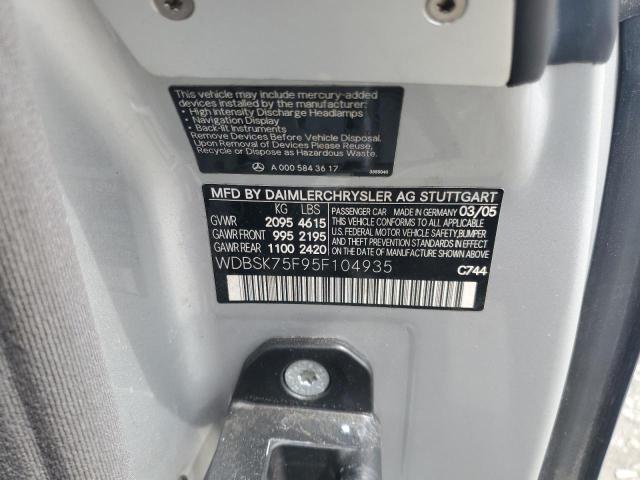 This vehicle may include mercury-added
devices installed by the manufacturer:
• High Intensity Discharge Headlamps
• Navigation Display
• Back-lit Instruments
Remove Devices Before Vehicle Disposal.
Upon Removal of Devices Please Reuse,
Recycle or Dispose as Hazardous Waste.
A 000 584 36 17
MFD BY DAIMLERCHRYSLER AG STUTTGART
KG LBS
GVWR 2095 4615
GAWR FRONT 995 2195
GAWR REAR 1100 2420
PASSENGER CAR MADE IN GERMANY 03/05
THIS VEHICLE CONFORMS TO ALL APPLICABLE
U.S. FEDERAL MOTOR VEHICLE SAFETY,BUMPER
AND THEFT PREVENTION STANDARDS IN EFFECT
ON THE DATE OF MANUFACTURE SHOWN ABOVE
WDBSK75F95F104935
C744